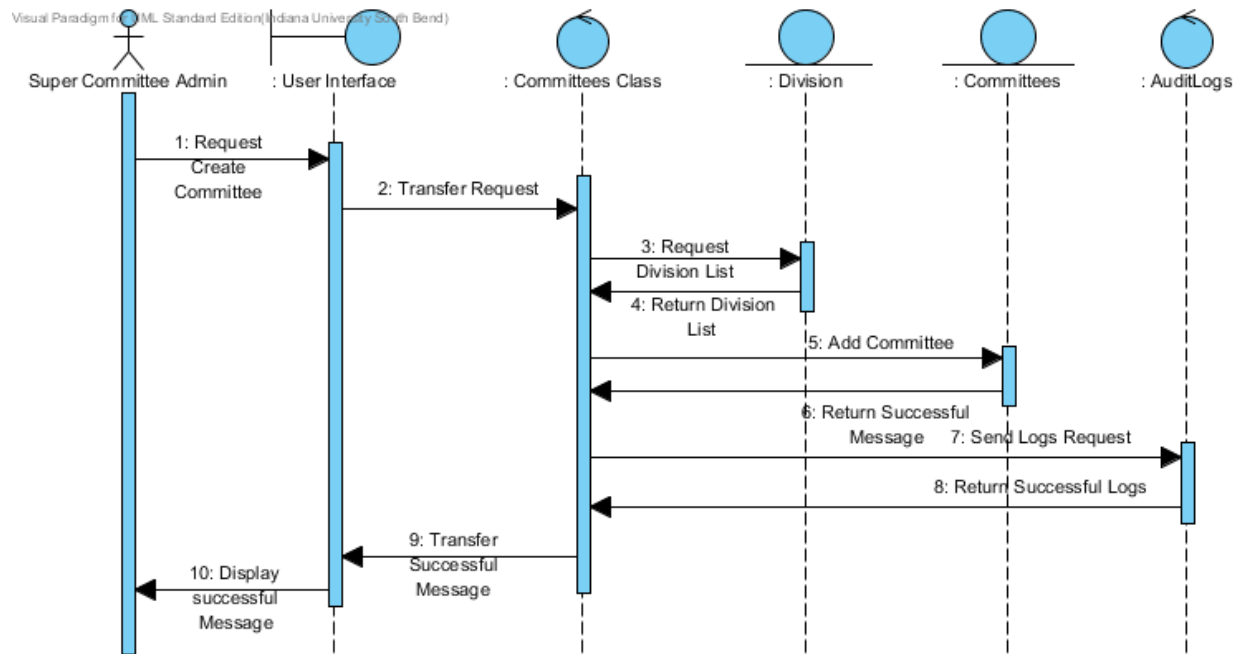 Visual Paradigm for UML Standard Edition(Indiana University South Bend)
Super Committee Admin
: User Interface
: Committees Class
: Division
: Committees
: AuditLogs
1: Request
Create
Committee
2: Transfer Request
3: Request
Division List
4: Return Division
List
5: Add Committee
6: Return Successful
Message
7: Send Logs Request
8: Return Successful Logs
9: Transfer
Successful
Message
10: Display
successful
Message